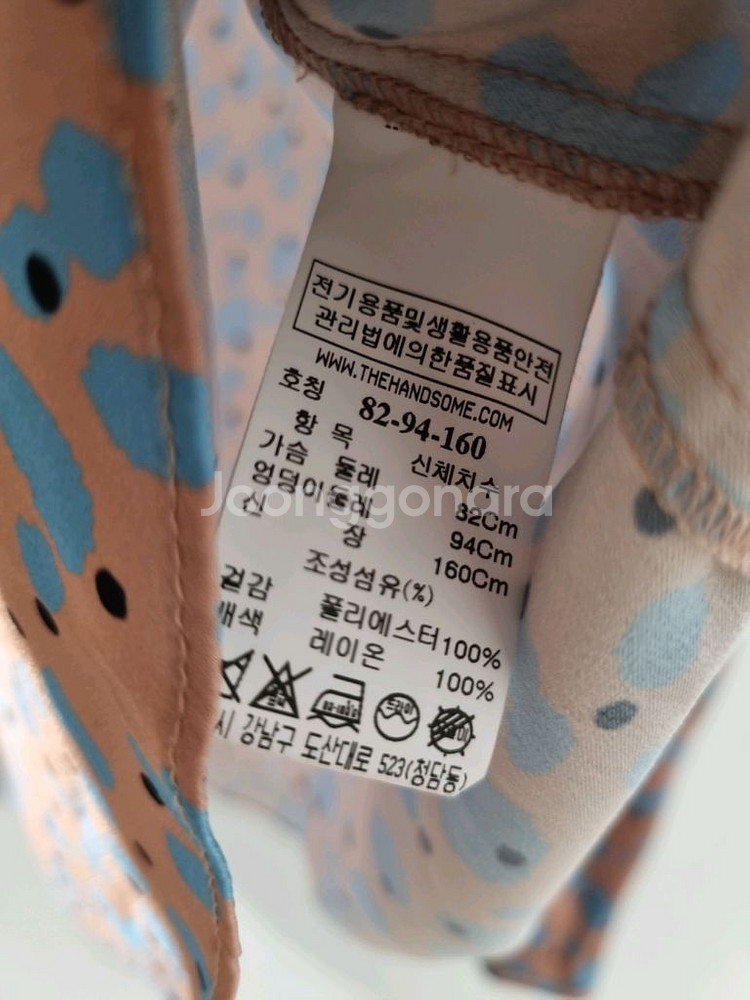 전기용품및생활용품안전
관리법에의한품질표시
WWW.THEHANDSOME.COM
호칭 82-94-160
항 목 신체치수
가슴 둘레 82Cm
엉덩이둘레 94Cm
신 장 160Cm
조성섬유(%)
겉감 폴리에스터100%
배색 레이온 100%
드라이
시 강남구 도산대로 523(청담동)
Joonggonara